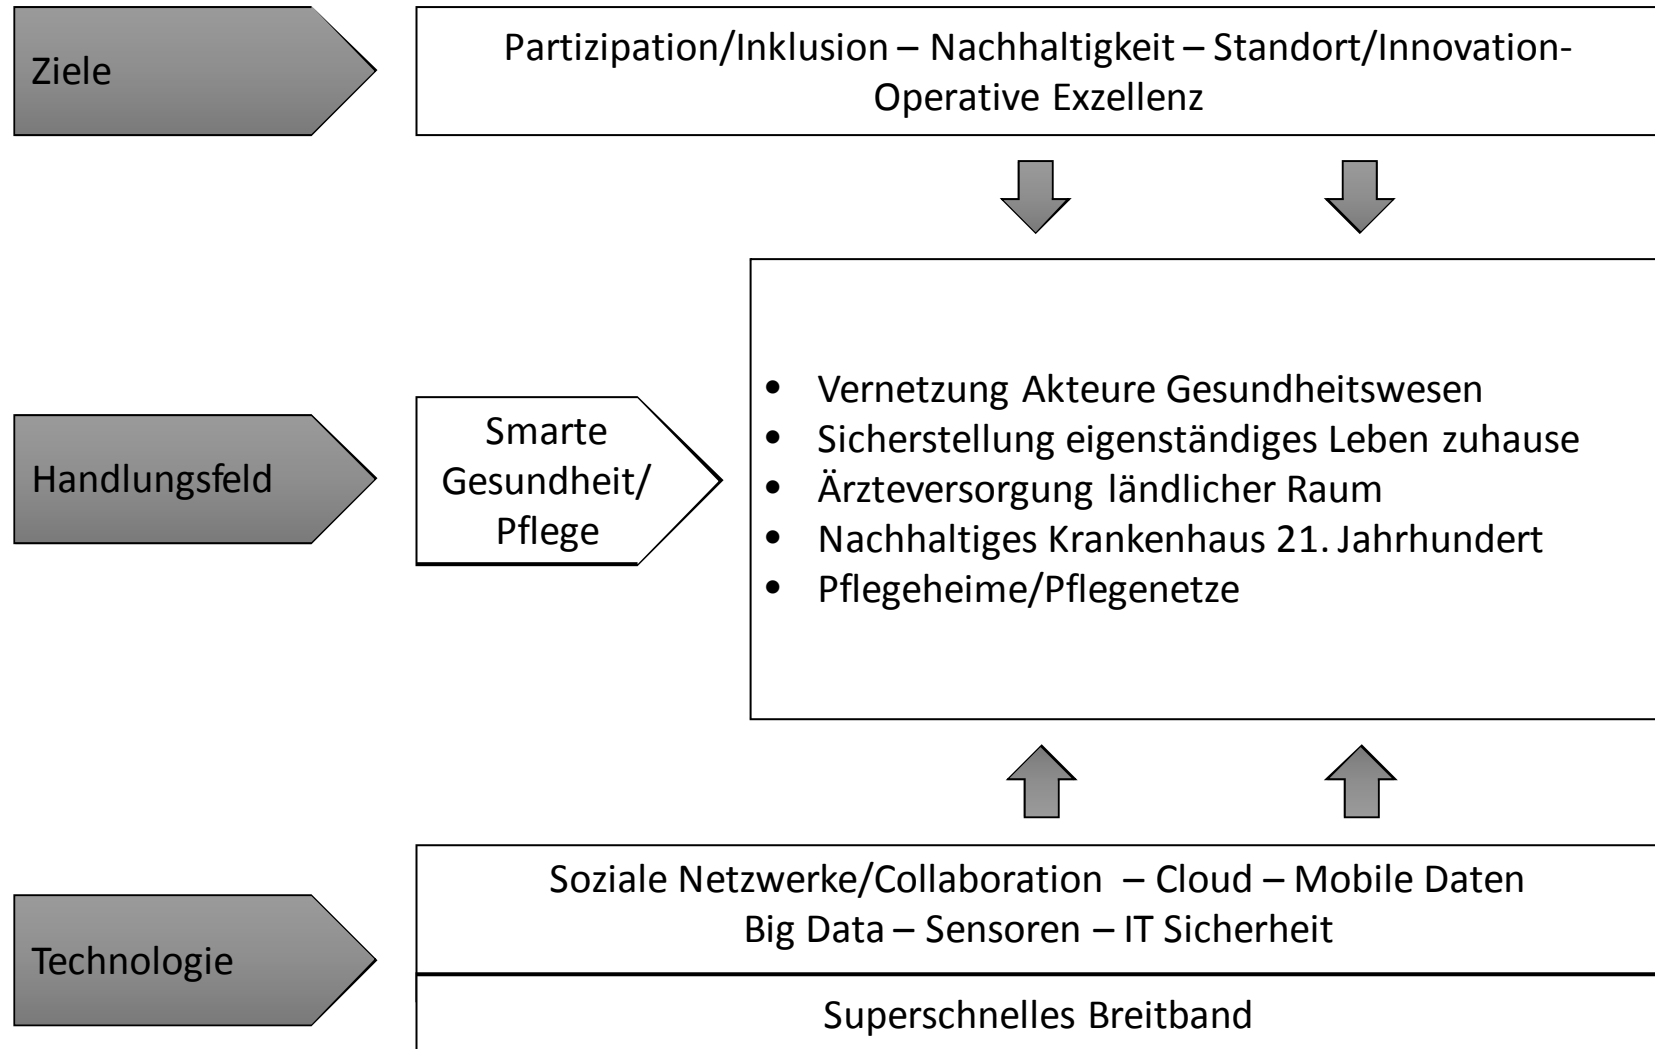 Ziele
Partizipation/Inklusion – Nachhaltigkeit – Standort/Innovation-
Operative Exzellenz
Handlungsfeld
Smarte
Gesundheit/
Pflege
• Vernetzung Akteure Gesundheitswesen
• Sicherstellung eigenständiges Leben zuhause
• Ärzteversorgung ländlicher Raum
• Nachhaltiges Krankenhaus 21. Jahrhundert
• Pflegeheime/Pflegenetze
Technologie
Soziale Netzwerke/Collaboration – Cloud – Mobile Daten
Big Data – Sensoren – IT Sicherheit
Superschnelles Breitband